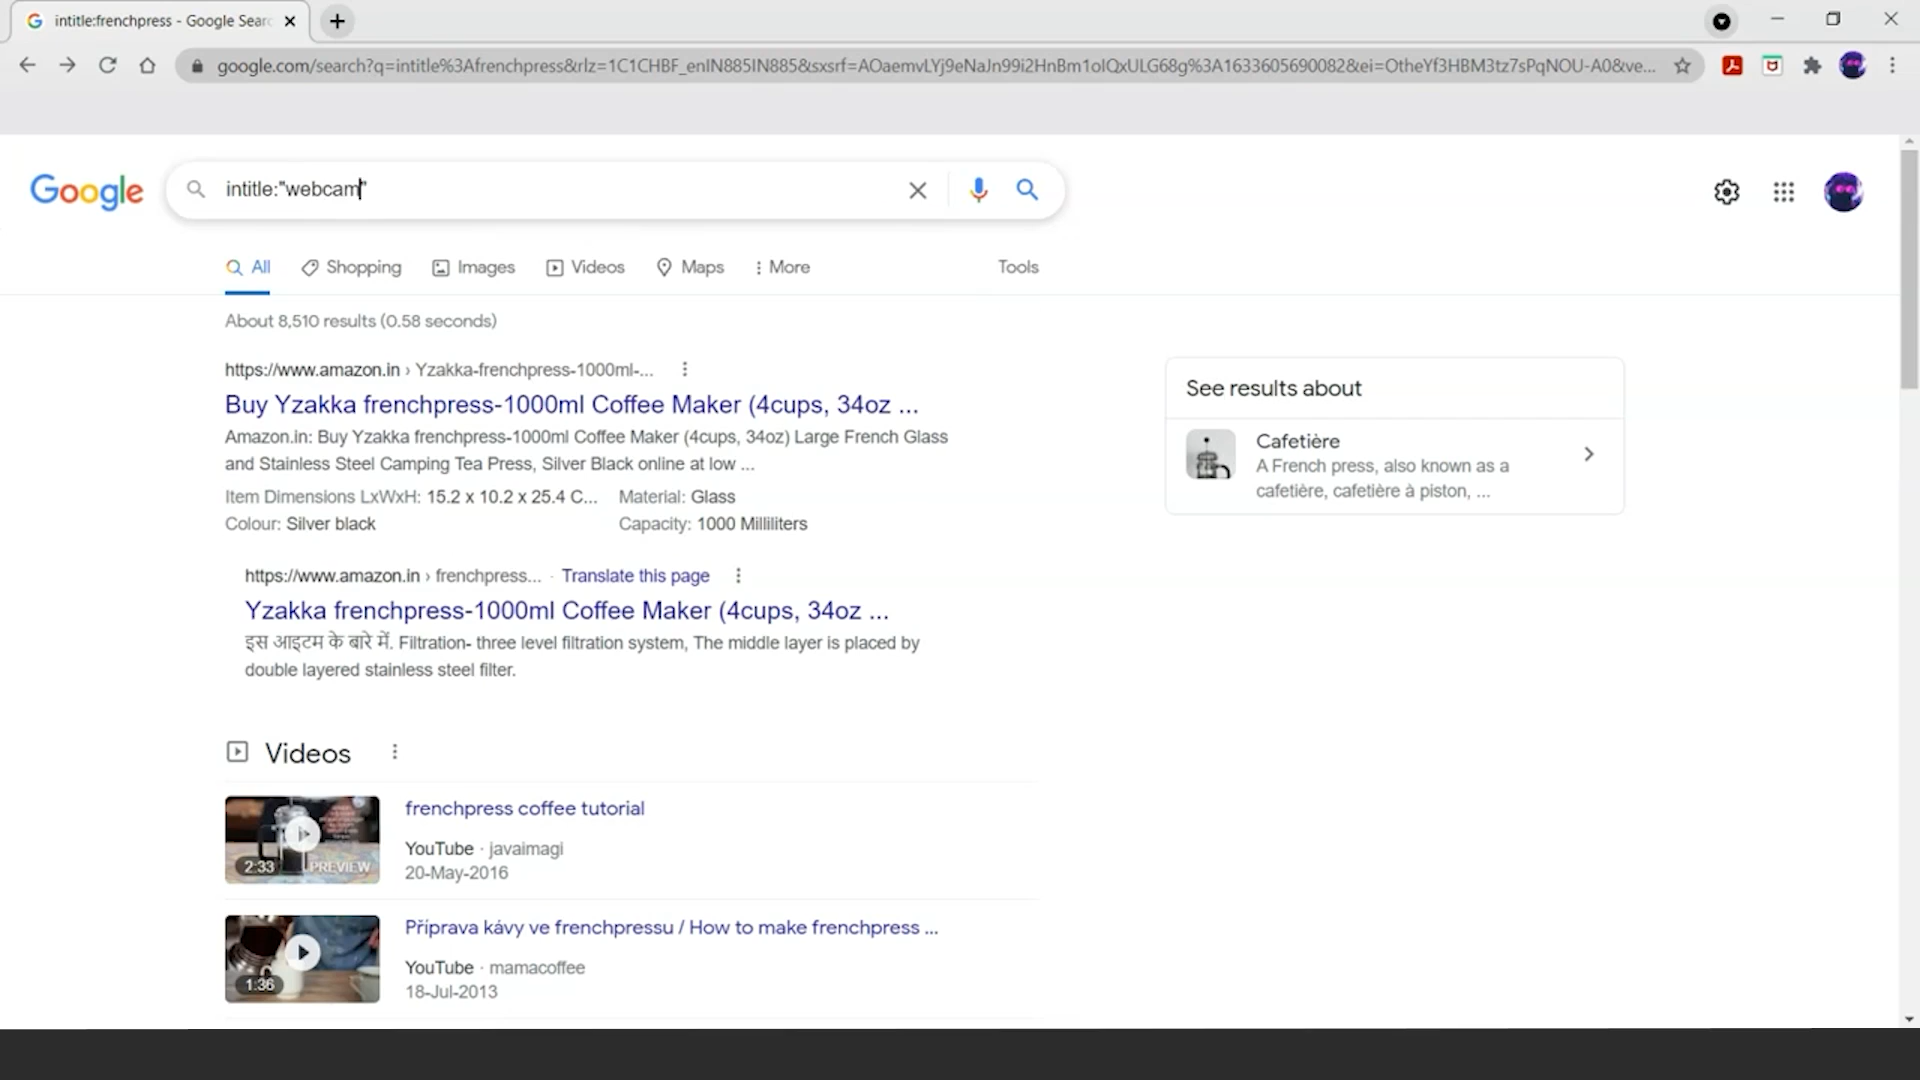 intitle:frenchpress - Google Sear
google.com/search?q=intitle%3Afrenchpress&rlz=1C1CHBF_enIN885IN885&sxsrf=AOaemvLYj9eNaJn99i2HnBm1oIQxULG68g%3A1633605690082&ei=OtheYf3HBM3tz7sPqNOU-A0&ve...
Google
intitle:"webcam"
All Shopping Images Videos Maps More Tools
About 8,510 results (0.58 seconds)
https://www.amazon.in › Yzakka-frenchpress-1000ml-...
Buy Yzakka frenchpress-1000ml Coffee Maker (4cups, 34oz ...
Amazon.in: Buy Yzakka frenchpress-1000ml Coffee Maker (4cups, 34oz) Large French Glass
and Stainless Steel Camping Tea Press, Silver Black online at low ...
Item Dimensions LxWxH: 15.2 x 10.2 x 25.4 C... Material: Glass
Colour: Silver black Capacity: 1000 Milliliters
https://www.amazon.in › frenchpress... · Translate this page
Yzakka frenchpress-1000ml Coffee Maker (4cups, 34oz ...
इस आइटम के बारे में. Filtration- three level filtration system, The middle layer is placed by
double layered stainless steel filter.
See results about
Cafetière
A French press, also known as a
cafetière, cafetière à piston, ...
Videos
2:33
PREVIEW
frenchpress coffee tutorial
YouTube · javaimagi
20-May-2016
1:36
Příprava kávy ve frenchpressu / How to make frenchpress ...
YouTube · mamacoffee
18-Jul-2013